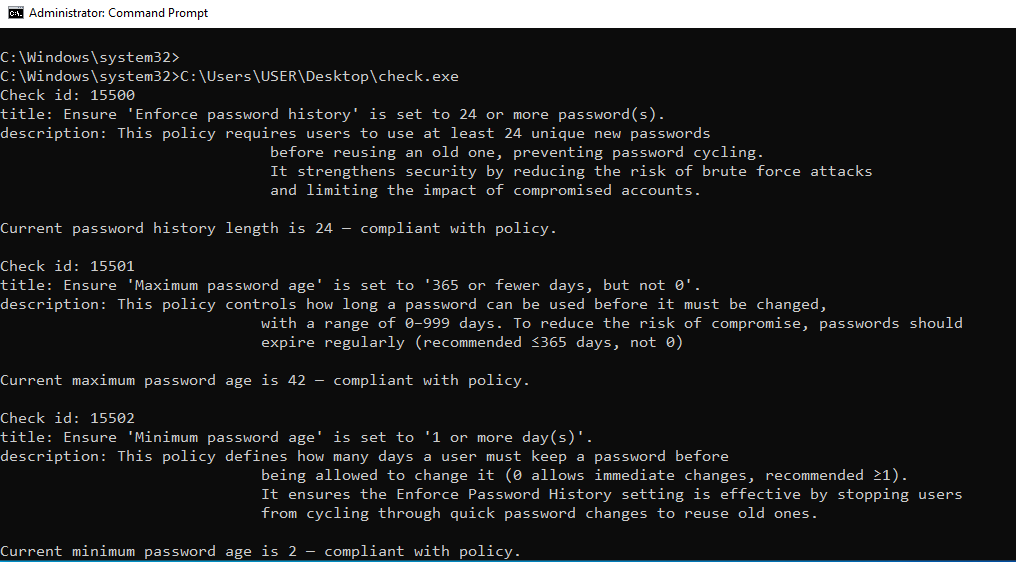 Administrator: Command Prompt
C:\Windows\system32>
C:\Windows\system32>C:\Users\USER\Desktop\check.exe
Check id: 15500
title: Ensure 'Enforce password history' is set to 24 or more password(s).
description: This policy requires users to use at least 24 unique new passwords
before reusing an old one, preventing password cycling.
It strengthens security by reducing the risk of brute force attacks
and limiting the impact of compromised accounts.
Current password history length is 24 — compliant with policy.
Check id: 15501
title: Ensure 'Maximum password age' is set to '365 or fewer days, but not 0'.
description: This policy controls how long a password can be used before it must be changed,
with a range of 0–999 days. To reduce the risk of compromise, passwords should
expire regularly (recommended ≤365 days, not 0)
Current maximum password age is 42 — compliant with policy.
Check id: 15502
title: Ensure 'Minimum password age' is set to '1 or more day(s)'.
description: This policy defines how many days a user must keep a password before
being allowed to change it (0 allows immediate changes, recommended ≥1).
It ensures the Enforce Password History setting is effective by stopping users
from cycling through quick password changes to reuse old ones.
Current minimum password age is 2 — compliant with policy.